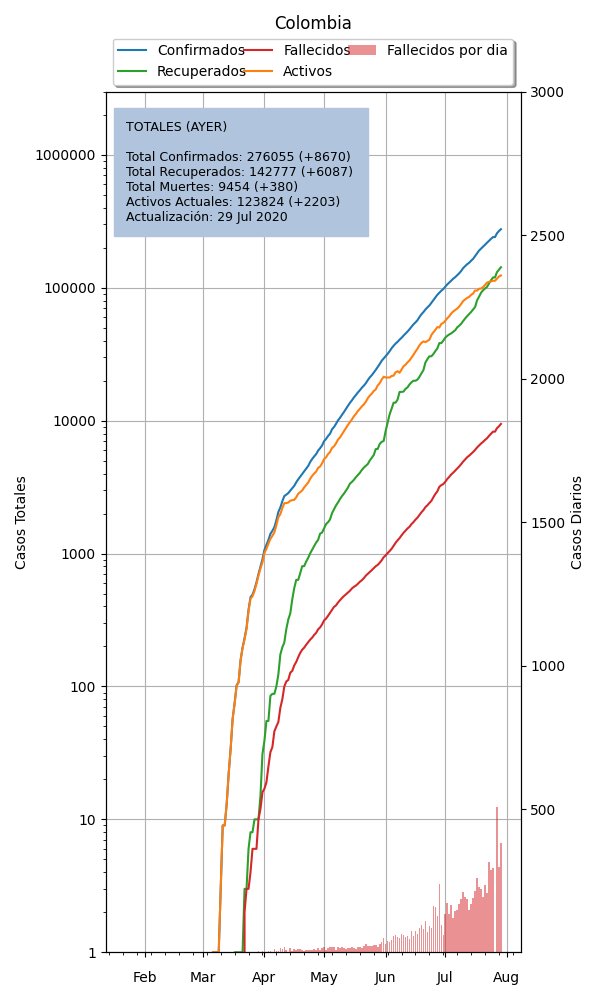 Colombia
Confirmados Fallecidos Fallecidos por dia
Recuperados Activos
TOTALES (AYER)
Total Confirmados: 276055 (+8670)
Total Recuperados: 142777 (+6087)
Total Muertes: 9454 (+380)
Activos Actuales: 123824 (+2203)
Actualización: 29 Jul 2020
Casos Totales
1000000
100000
10000
1000
100
10
1
3000
2500
2000
1500
1000
500
Casos Diarios
Feb Mar Apr May Jun Jul Aug